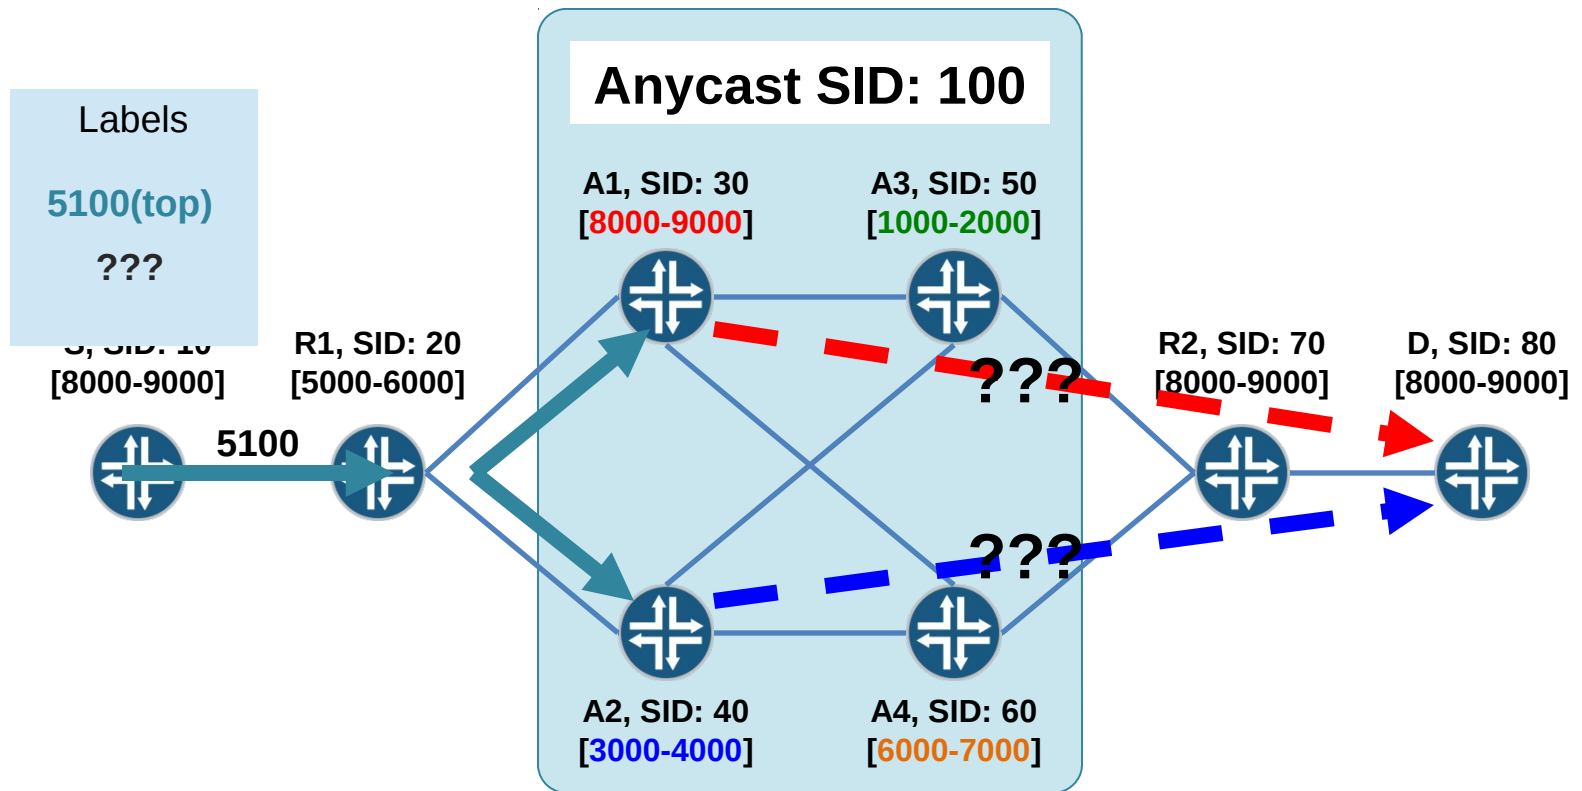 Anycast SID: 100
Labels
5100(top)
???
A1, SID: 30
[8000-9000]
A3, SID: 50
[1000-2000]
S, SID: 10
[8000-9000]
R1, SID: 20
[5000-6000]
R2, SID: 70
[8000-9000]
D, SID: 80
[8000-9000]
???
5100
???
A2, SID: 40
[3000-4000]
A4, SID: 60
[6000-7000]